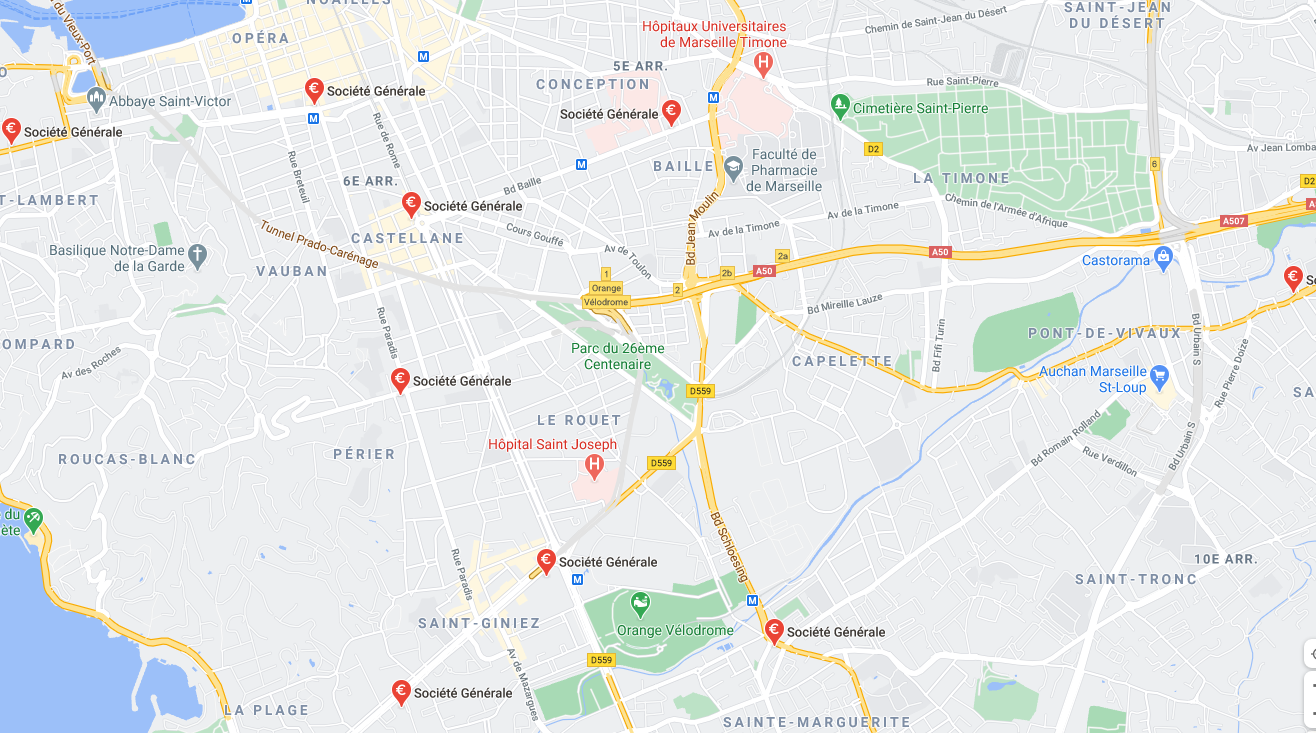 NOAILLES
du Vieux-Port
OPÉRA
M
Hôpitaux Universitaires
de Marseille Timone
H
Chemin de Saint-Jean du Désert
SAINT-JEAN
DU DÉSERT
5E ARR.
CONCEPTION
Rue Saint-Pierre
€ Société Générale
M
Abbaye Saint-Victor
M
Société Générale €
Cimetière Saint-Pierre
€ Société Générale
Rue de Rome
D2
Av Jean Lomba
BAILLE
Faculté de
Pharmacie
de Marseille
M
6
Rue Breteuil
6E ARR.
Bd Baille
LA TIMONE
D2
T-LAMBERT
€ Société Générale
Chemin de l'Armée d'Afrique
Av de la Timone
A507
Tunnel Prado-Carénage
CASTELLANE
Cours Gouffé
Av de la Timone
Bd Jean Moulin
Basilique Notre-Dame
de la Garde
Av de Toulon
A50
Castorama
VAUBAN
1
2b
A50
2a
Orange
Vélodrome
2
€
Bd Mireille Lauze
Rue Paradis
OMPARD
Av des Roches
Parc du 26ème
Centenaire
CAPELETTE
Bd Fifi Turin
PONT-DE-VIVAUX
Bd Urbain S
Rue Pierre Doize
Auchan Marseille
St-Loup
€ Société Générale
D559
LE ROUET
Hôpital Saint Joseph
H
D559
ROUCAS-BLANC
PÉRIER
Bd Romain Rolland
Rue Verdillon
Bd Urbain S
du
ète
Bd Schloesing
Rue Paradis
€ Société Générale
M
10E ARR.
SAINT-TRONC
M
SAINT-GINIEZ
Orange Vélodrome
€ Société Générale
D559
Av de Mazargues
€ Société Générale
LA PLAGE
SAINTE-MARGUERITE